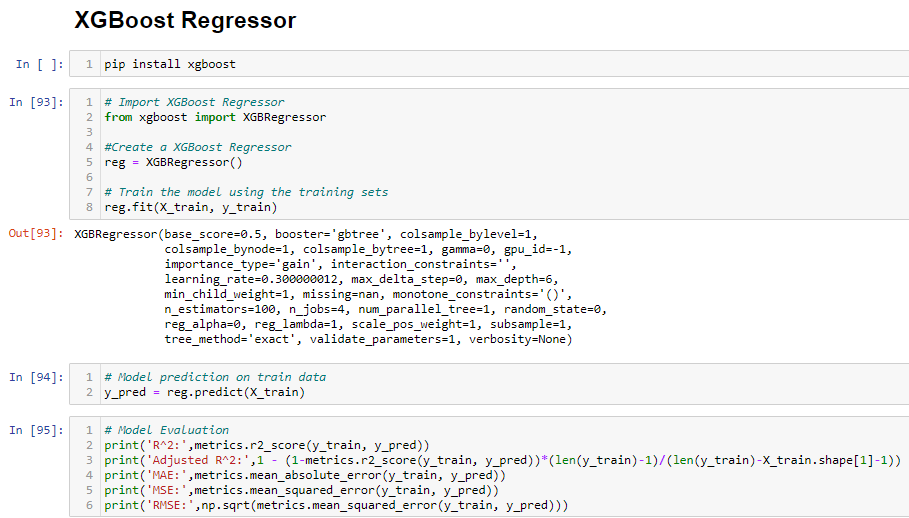 XGBoost Regressor
In [ ]: 1 pip install xgboost
In [93]: 1 # Import XGBoost Regressor
2 from xgboost import XGBRegressor
3
4 #Create a XGBoost Regressor
5 reg = XGBRegressor()
6
7 # Train the model using the training sets
8 reg.fit(X_train, y_train)
Out[93]: XGBRegressor(base_score=0.5, booster='gbtree', colsample_bylevel=1,
colsample_bynode=1, colsample_bytree=1, gamma=0, gpu_id=-1,
importance_type='gain', interaction_constraints='',
learning_rate=0.300000012, max_delta_step=0, max_depth=6,
min_child_weight=1, missing=nan, monotone_constraints='()',
n_estimators=100, n_jobs=4, num_parallel_tree=1, random_state=0,
reg_alpha=0, reg_lambda=1, scale_pos_weight=1, subsample=1,
tree_method='exact', validate_parameters=1, verbosity=None)
In [94]: 1 # Model prediction on train data
2 y_pred = reg.predict(X_train)
In [95]: 1 # Model Evaluation
2 print('R^2:',metrics.r2_score(y_train, y_pred))
3 print('Adjusted R^2:',1 - (1-metrics.r2_score(y_train, y_pred))*(len(y_train)-1)/(len(y_train)-X_train.shape[1]-1))
4 print('MAE:',metrics.mean_absolute_error(y_train, y_pred))
5 print('MSE:',metrics.mean_squared_error(y_train, y_pred))
6 print('RMSE:',np.sqrt(metrics.mean_squared_error(y_train, y_pred)))